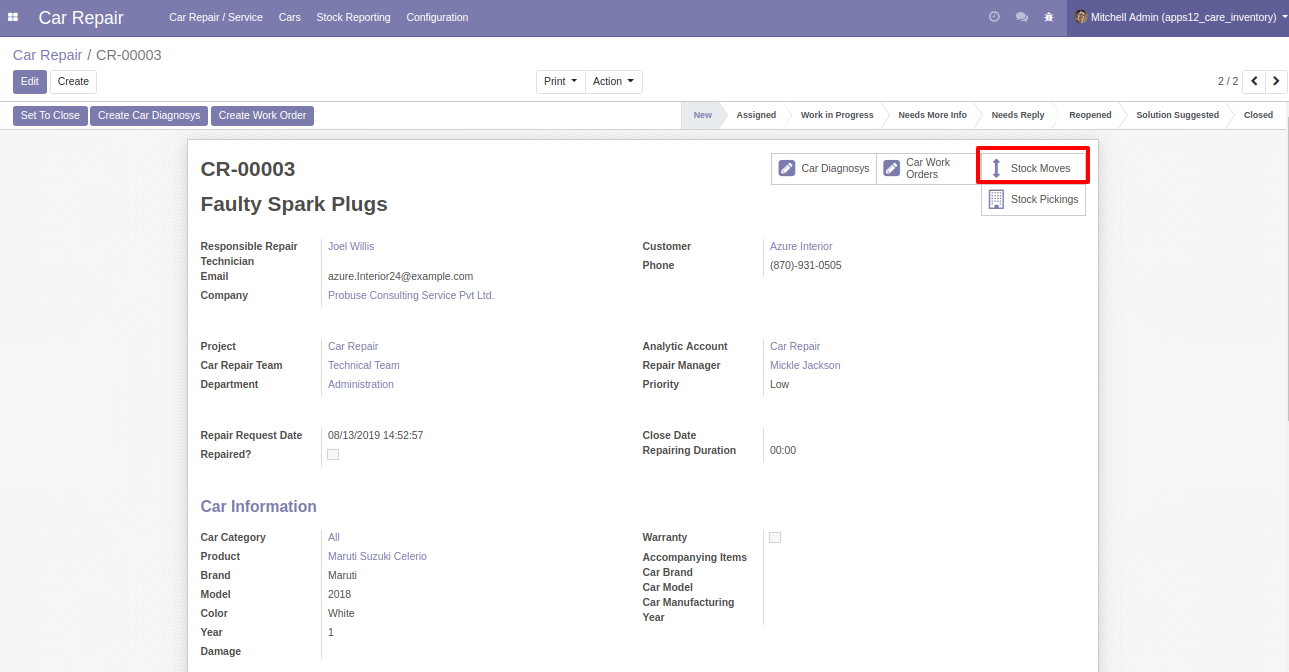 Car Repair Car Repair / Service Cars Stock Reporting Configuration Mitchell Admin (apps12_care_inventory)
Car Repair / CR-00003
Edit Create Print Action 2 / 2
Set To Close Create Car Diagnosys Create Work Order New Assigned Work in Progress Needs More Info Needs Reply Reopened Solution Suggested Closed
CR-00003
Car Diagnosys
Car Work
Orders
Stock Moves
Stock Pickings
Faulty Spark Plugs
Responsible Repair
Technician
Joel Willis
Email azure.Interior24@example.com
Company Probuse Consulting Service Pvt Ltd.
Customer Azure Interior
Phone (870)-931-0505
Project Car Repair
Car Repair Team Technical Team
Department Administration
Analytic Account Car Repair
Repair Manager Mickle Jackson
Priority Low
Repair Request Date 08/13/2019 14:52:57
Repaired?
Close Date
Repairing Duration 00:00
Car Information
Car Category All
Product Maruti Suzuki Celerio
Brand Maruti
Model 2018
Color White
Year 1
Damage
Warranty
Accompanying Items
Car Brand
Car Model
Car Manufacturing
Year